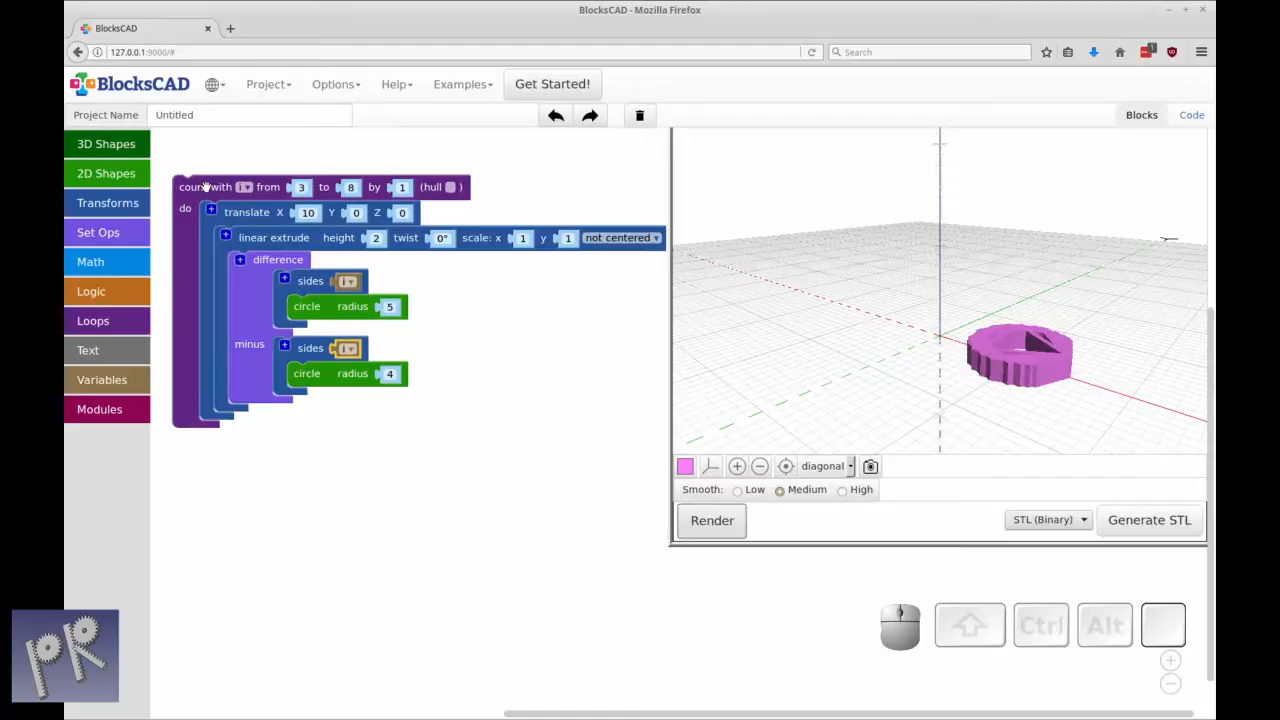 BlocksCAD - Mozilla Firefox
BlocksCAD
127.0.0.1:9000/#
Search
1
BlocksCAD
Project
Options
Help
Examples
Get Started!
Project Name
Untitled
Blocks
Code
3D Shapes
2D Shapes
Transforms
Set Ops
Math
Logic
Loops
Text
Variables
Modules
count with i from 3 to 8 by 1 (hull )
do
translate X 10 Y 0 Z 0
linear extrude height 2 twist 0° scale: x 1 y 1 not centered
difference
sides i
circle radius 5
minus
sides i
circle radius 4
diagonal
Smooth: Low Medium High
Render
STL (Binary)
Generate STL
Ctrl
Alt
PR